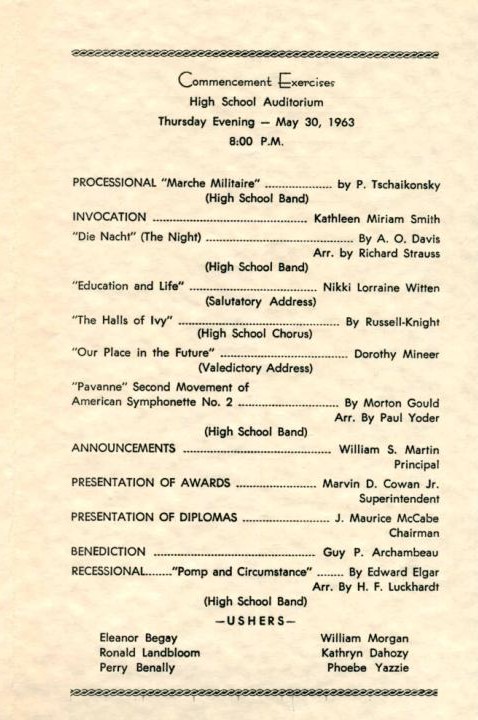 Commencement Exercises
High School Auditorium
Thursday Evening — May 30, 1963
8:00 P.M.
PROCESSIONAL "Marche Militaire" .................... by P. Tschaikonsky
(High School Band)
INVOCATION .............................................. Kathleen Miriam Smith
"Die Nacht" (The Night) ............................................ By A. O. Davis
Arr. by Richard Strauss
(High School Band)
"Education and Life" ........................................ Nikki Lorraine Witten
(Salutatory Address)
"The Halls of Ivy" ................................................ By Russell-Knight
(High School Chorus)
"Our Place in the Future" ...................................... Dorothy Mineer
(Valedictory Address)
"Pavanne" Second Movement of
American Symphonette No. 2 .............................. By Morton Gould
Arr. By Paul Yoder
(High School Band)
ANNOUNCEMENTS ............................................ William S. Martin
Principal
PRESENTATION OF AWARDS ........................ Marvin D. Cowan Jr.
Superintendent
PRESENTATION OF DIPLOMAS .......................... J. Maurice McCabe
Chairman
BENEDICTION ................................................ Guy P. Archambeau
RECESSIONAL........"Pomp and Circumstance" ........ By Edward Elgar
Arr. By H. F. Luckhardt
(High School Band)
—USHERS—
Eleanor Begay William Morgan
Ronald Landbloom Kathryn Dahozy
Perry Benally Phoebe Yazzie